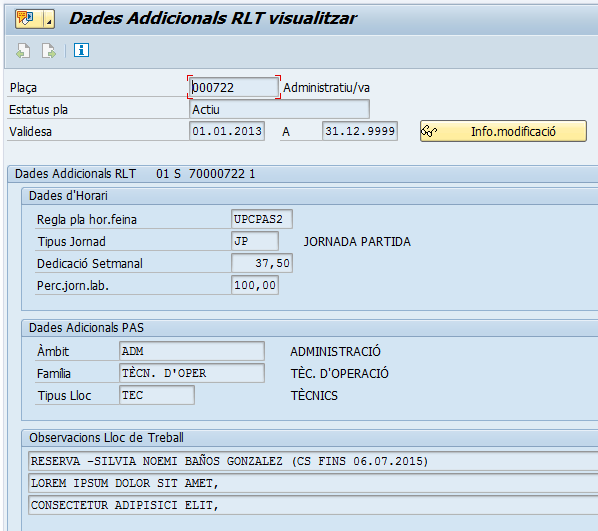 Dades Addicionals RLT visualitzar
Plaça 000722 Administratiu/va
Estatus pla Actiu
Validesa 01.01.2013 A 31.12.9999 Info.modificació
Dades Addicionals RLT 01 S 70000722 1
Dades d'Horari
Regla pla hor.feina UPCPAS2
Tipus Jornad JP JORNADA PARTIDA
Dedicació Setmanal 37,50
Perc.jorn.lab. 100,00
Dades Adicionals PAS
Àmbit ADM ADMINISTRACIÓ
Família TÈCN. D'OPER TÈC. D'OPERACIÓ
Tipus Lloc TEC TÈCNICS
Observacions Lloc de Treball
RESERVA -SILVIA NOEMI BAÑOS GONZALEZ (CS FINS 06.07.2015)
LOREM IPSUM DOLOR SIT AMET,
CONSECTETUR ADIPISICI ELIT,